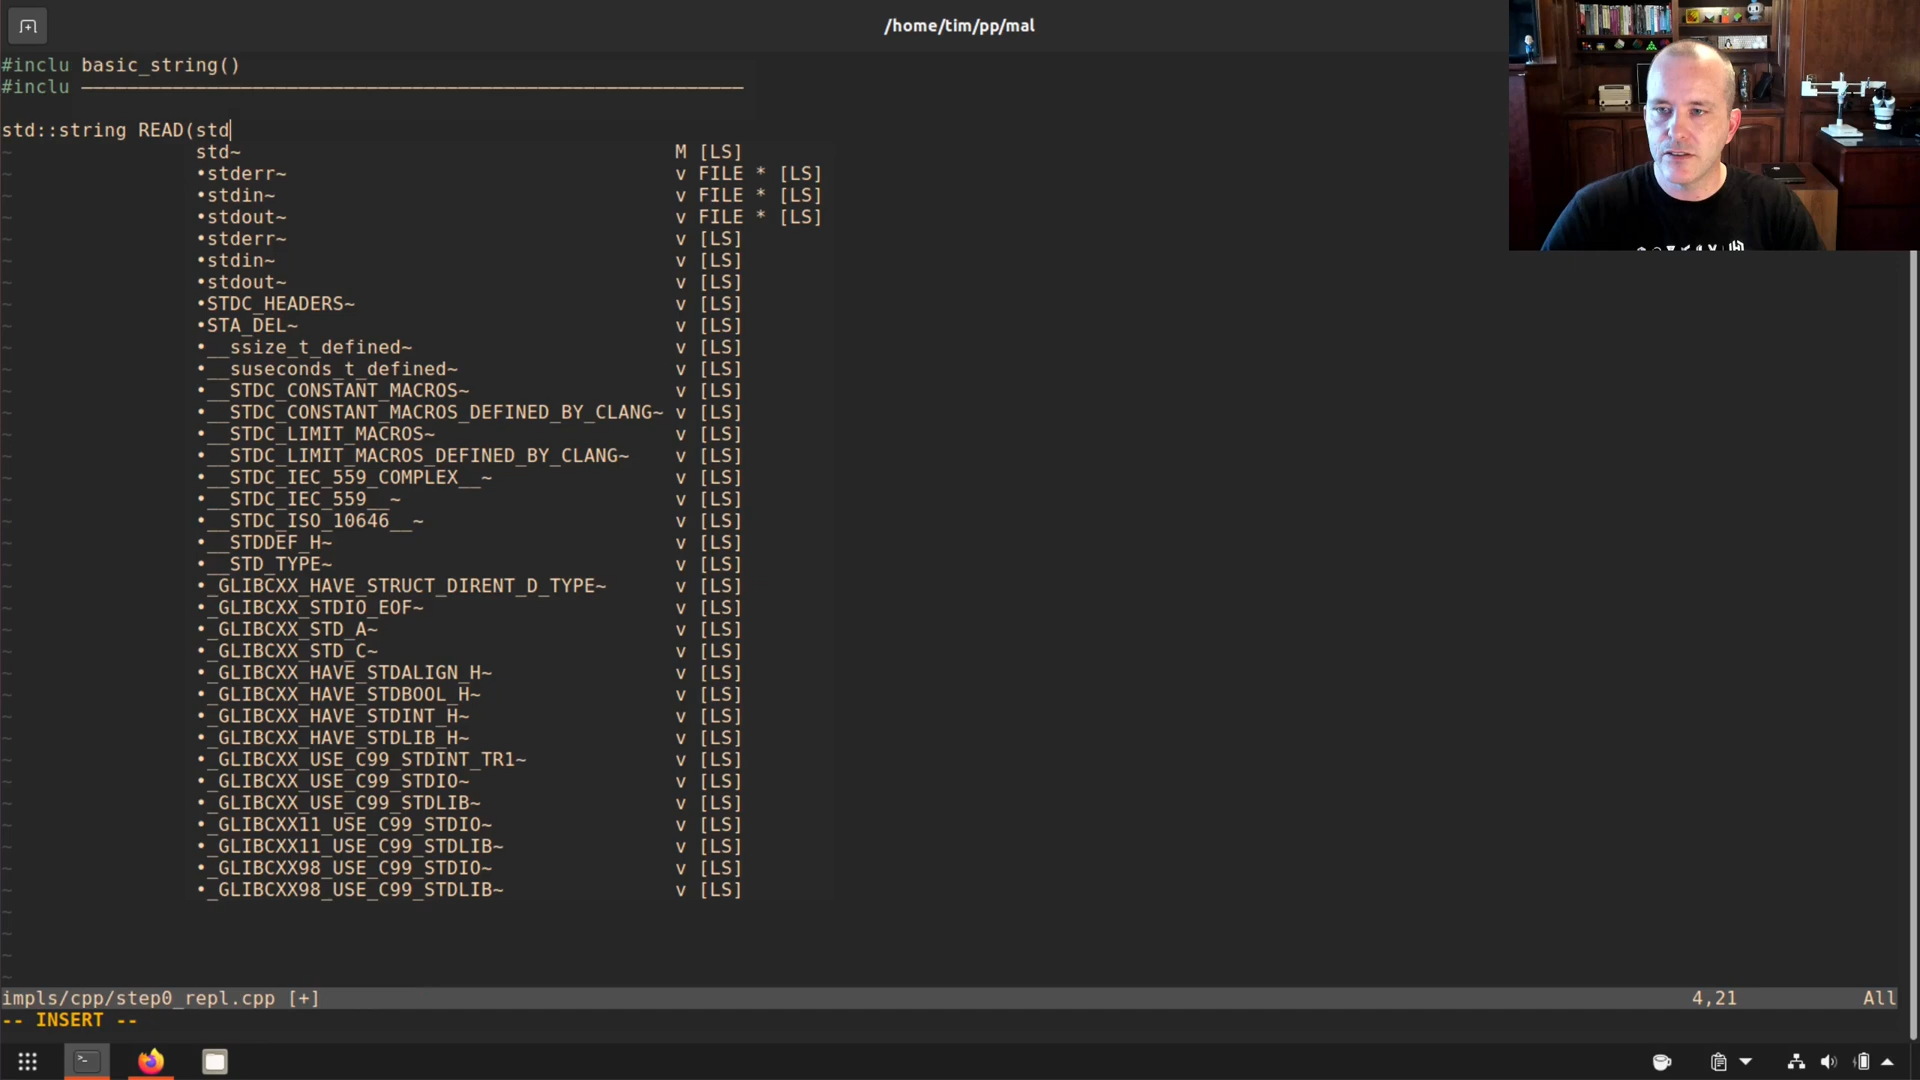 /home/tim/pp/mal
#inclu basic_string()
#inclu
std::string READ(std
std~ M [LS]
•stderr~ v FILE * [LS]
•stdin~ v FILE * [LS]
•stdout~ v FILE * [LS]
•stderr~ v [LS]
•stdin~ v [LS]
•stdout~ v [LS]
•STDC_HEADERS~ v [LS]
•STA_DEL~ v [LS]
•__ssize_t_defined~ v [LS]
•__suseconds_t_defined~ v [LS]
•__STDC_CONSTANT_MACROS~ v [LS]
•__STDC_CONSTANT_MACROS_DEFINED_BY_CLANG~ v [LS]
•__STDC_LIMIT_MACROS~ v [LS]
•__STDC_LIMIT_MACROS_DEFINED_BY_CLANG~ v [LS]
•__STDC_IEC_559_COMPLEX__~ v [LS]
•__STDC_IEC_559__~ v [LS]
•__STDC_ISO_10646__~ v [LS]
•__STDDEF_H~ v [LS]
•__STD_TYPE~ v [LS]
•_GLIBCXX_HAVE_STRUCT_DIRENT_D_TYPE~ v [LS]
•_GLIBCXX_STDIO_EOF~ v [LS]
•_GLIBCXX_STD_A~ v [LS]
•_GLIBCXX_STD_C~ v [LS]
•_GLIBCXX_HAVE_STDALIGN_H~ v [LS]
•_GLIBCXX_HAVE_STDBOOL_H~ v [LS]
•_GLIBCXX_HAVE_STDINT_H~ v [LS]
•_GLIBCXX_HAVE_STDLIB_H~ v [LS]
•_GLIBCXX_USE_C99_STDINT_TR1~ v [LS]
•_GLIBCXX_USE_C99_STDIO~ v [LS]
•_GLIBCXX_USE_C99_STDLIB~ v [LS]
•_GLIBCXX11_USE_C99_STDIO~ v [LS]
•_GLIBCXX11_USE_C99_STDLIB~ v [LS]
•_GLIBCXX98_USE_C99_STDIO~ v [LS]
•_GLIBCXX98_USE_C99_STDLIB~ v [LS]
impls/cpp/step0_repl.cpp [+] 4,21 All
-- INSERT --